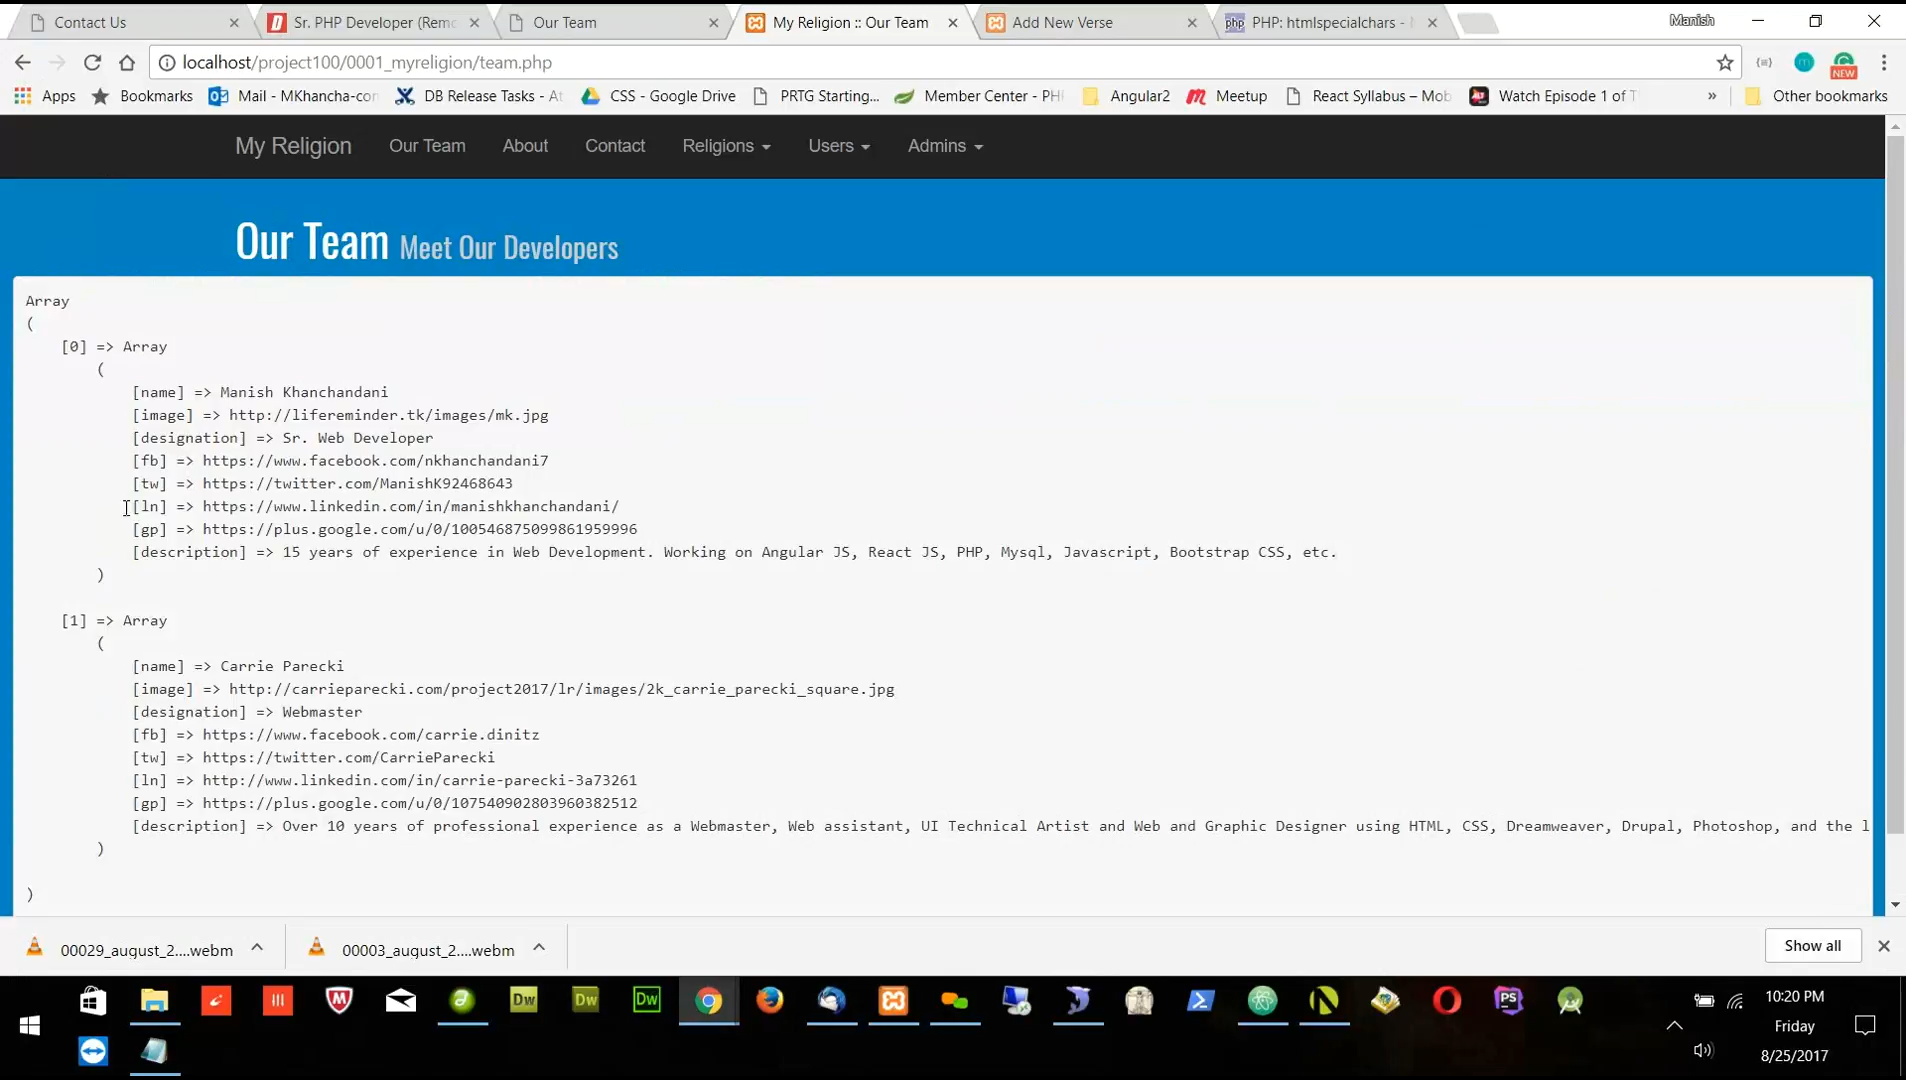 Contact Us
Sr. PHP Developer (Remo
Our Team
My Religion :: Our Team
Add New Verse
PHP: htmlspecialchars -
Manish
localhost/project100/0001_myreligion/team.php
NEW
Apps
Bookmarks
Mail - MKhancha-con
DB Release Tasks - At
CSS - Google Drive
PRTG Starting...
Member Center - PH
Angular2
Meetup
React Syllabus – Mob
Watch Episode 1 of T
»
Other bookmarks
My Religion
Our Team
About
Contact
Religions
Users
Admins
Our Team Meet Our Developers
Array
(
[0] => Array
(
[name] => Manish Khanchandani
[image] => http://lifereminder.tk/images/mk.jpg
[designation] => Sr. Web Developer
[fb] => https://www.facebook.com/nkhanchandani7
[tw] => https://twitter.com/ManishK92468643
[ln] => https://www.linkedin.com/in/manishkhanchandani/
[gp] => https://plus.google.com/u/0/100546875099861959996
[description] => 15 years of experience in Web Development. Working on Angular JS, React JS, PHP, Mysql, Javascript, Bootstrap CSS, etc.
)
[1] => Array
(
[name] => Carrie Parecki
[image] => http://carrieparecki.com/project2017/lr/images/2k_carrie_parecki_square.jpg
[designation] => Webmaster
[fb] => https://www.facebook.com/carrie.dinitz
[tw] => https://twitter.com/CarrieParecki
[ln] => http://www.linkedin.com/in/carrie-parecki-3a73261
[gp] => https://plus.google.com/u/0/107540902803960382512
[description] => Over 10 years of professional experience as a Webmaster, Web assistant, UI Technical Artist and Web and Graphic Designer using HTML, CSS, Dreamweaver, Drupal, Photoshop, and the l
)
)
00029_august_2....webm
00003_august_2....webm
Show all
Dw
Dw
Dw
PS
10:20 PM
Friday
8/25/2017